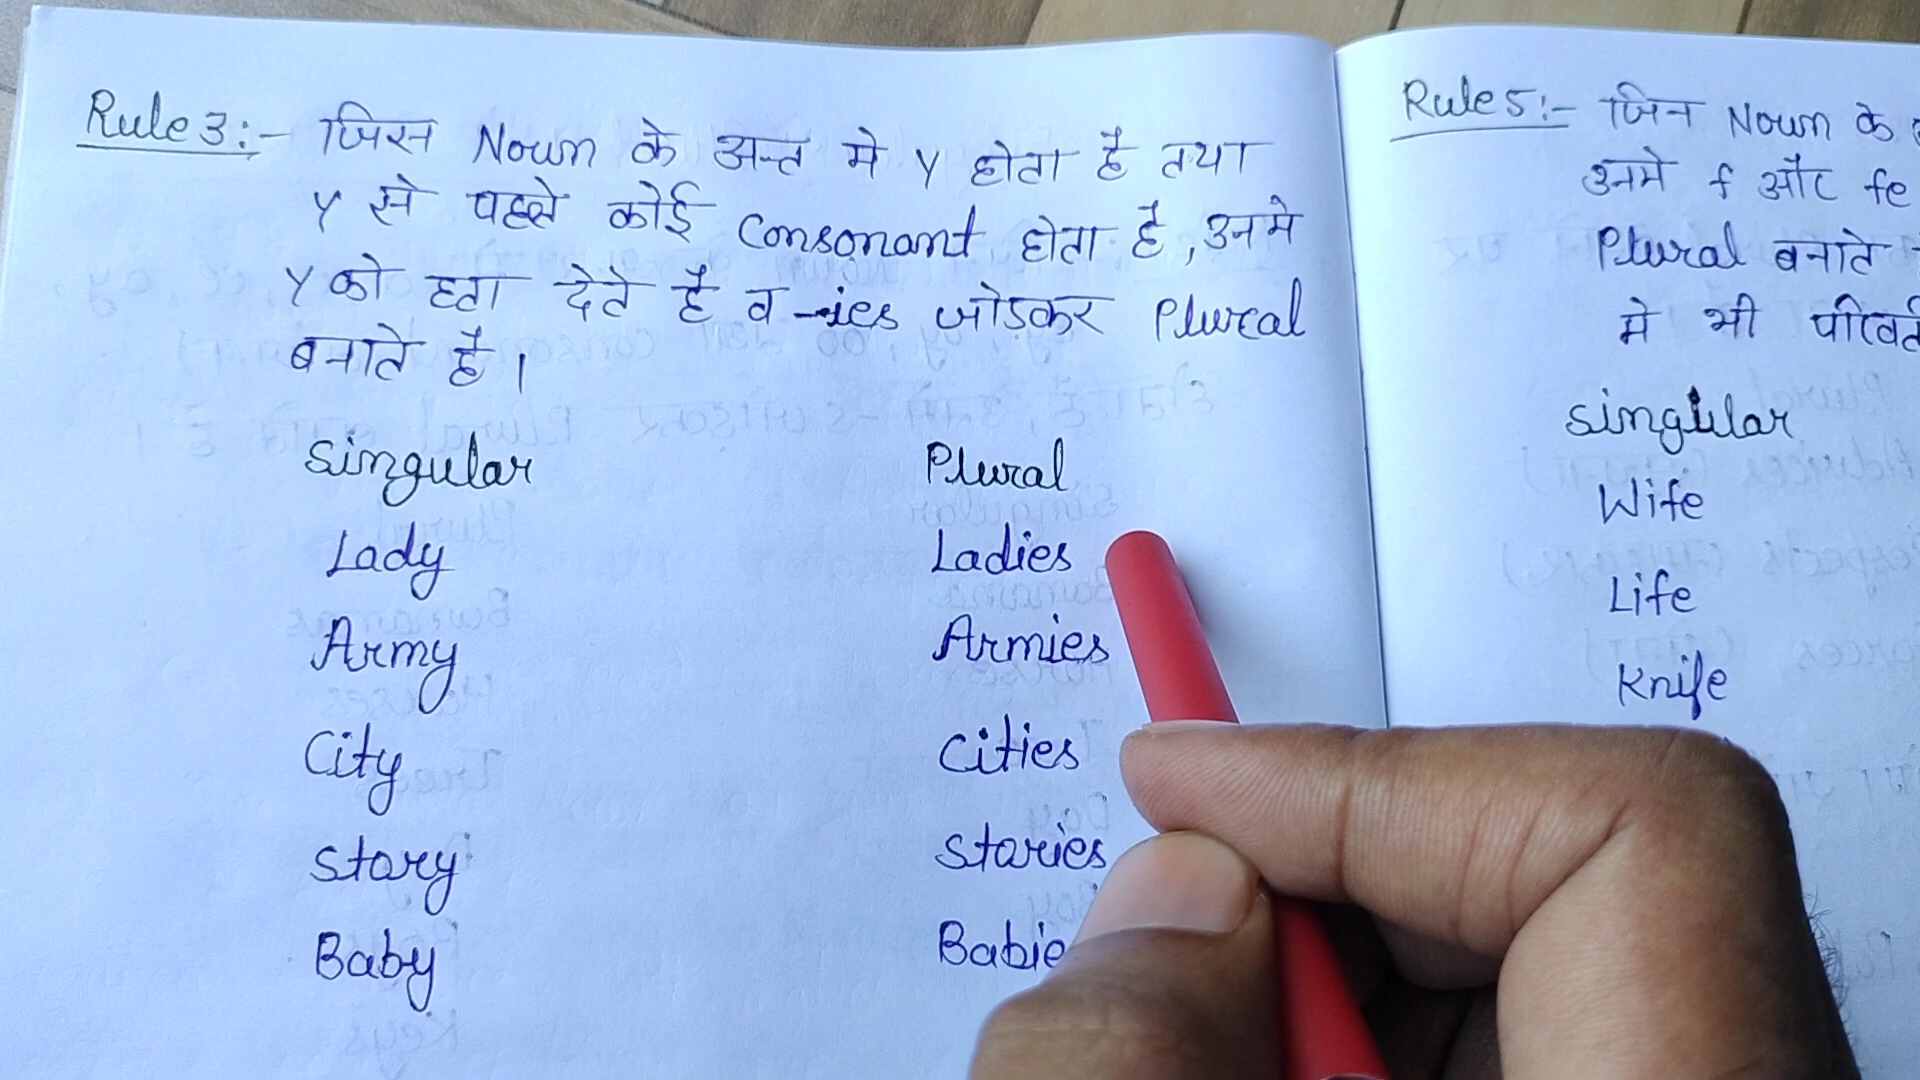 Rule 3:- जिस Noun के अन्त मे Y होता है तथा
Y से पहले कोई Consonant होता है, उनमे
Y को हटा देते है व -ies जोड़कर Plural
बनाते है।
Singular Plural
Lady Ladies
Army Armies
City Cities
Story Stories
Baby Babie
Rule 5:- जिन Noun के
उनमे f और fe
Plural बनाते
मे भी
Singular
Wife
Life
Knife